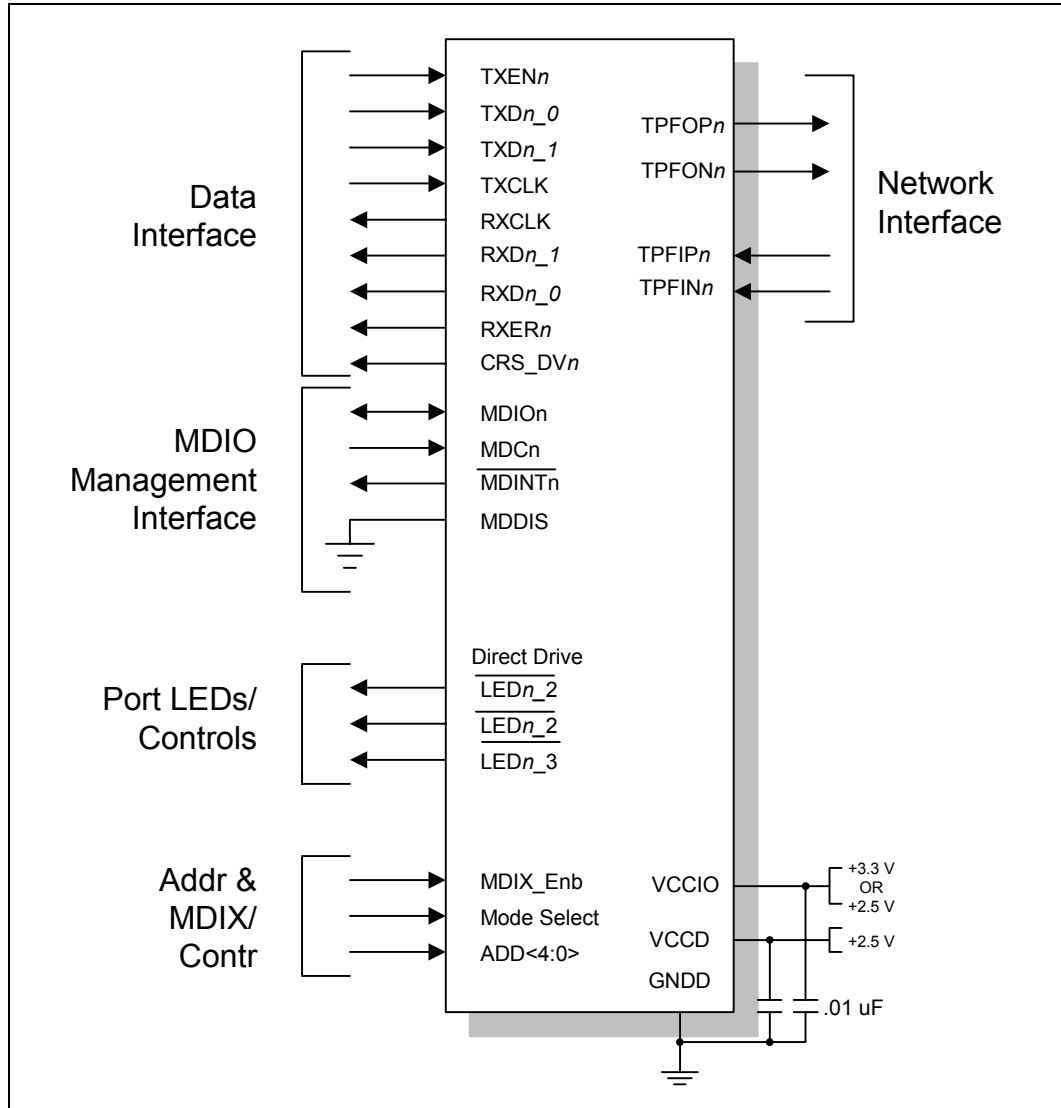 Data
Interface
TXENn
TXDn_0
TXDn_1
TXCLK
RXCLK
RXDn_1
RXDn_0
RXERn
CRS_DVn
TPFOPn
TPFONn
TPFIPn
TPFINn
Network
Interface
MDIO
Management
Interface
MDIOn
MDCn
MDINTn
MDDIS
Port LEDs/
Controls
Direct Drive
LEDn_2
LEDn_2
LEDn_3
Addr &
MDIX/
Contr
MDIX_Enb
Mode Select
ADD<4:0>
VCCIO
VCCD
GNDD
+3.3 V
OR
+2.5 V
+2.5 V
.01 uF